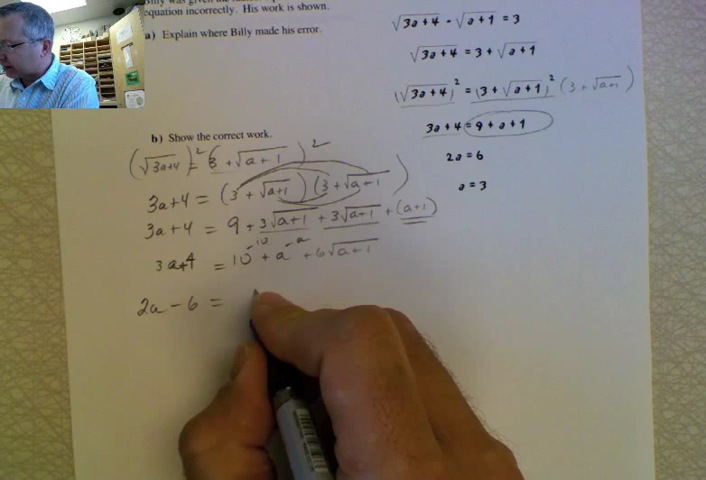 equation incorrectly. His work is shown.
a) Explain where Billy made his error.
√3a+4 - √a+1 = 3
√3a+4 = 3 + √a+1
(√3a+4)² = (3 + √a+1)² (3 + √a+1)
3a+4 = 9 + a + 1
2a = 6
a = 3
b) Show the correct work.
(√3a+4)² = (3 + √a+1)²
3a+4 = (3 + √a+1)(3 + √a+1)
3a+4 = 9 + 3√a+1 + 3√a+1 + (a+1)
3a+4 = 10 -10 + a -a + 6√a+1
2a - 6 =